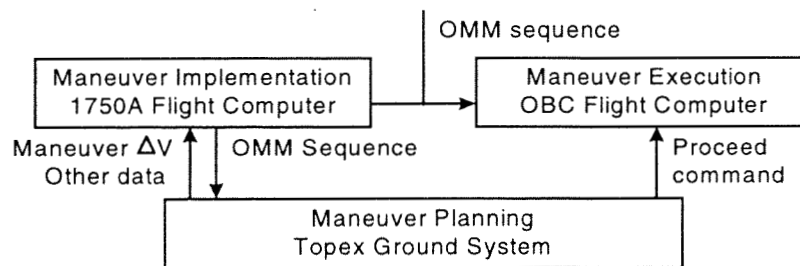 OMM sequence
Maneuver Implementation
1750A Flight Computer
Maneuver Execution
OBC Flight Computer
Maneuver ΔV
Other data
OMM Sequence
Proceed
command
Maneuver Planning
Topex Ground System